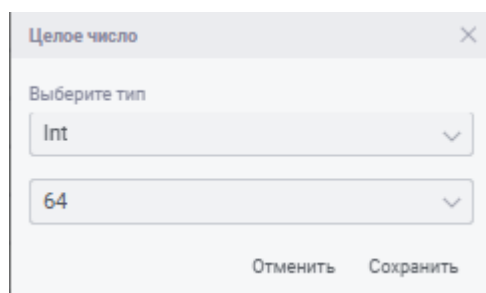 Целое число
Выберите тип
Int
64
Отменить Сохранить